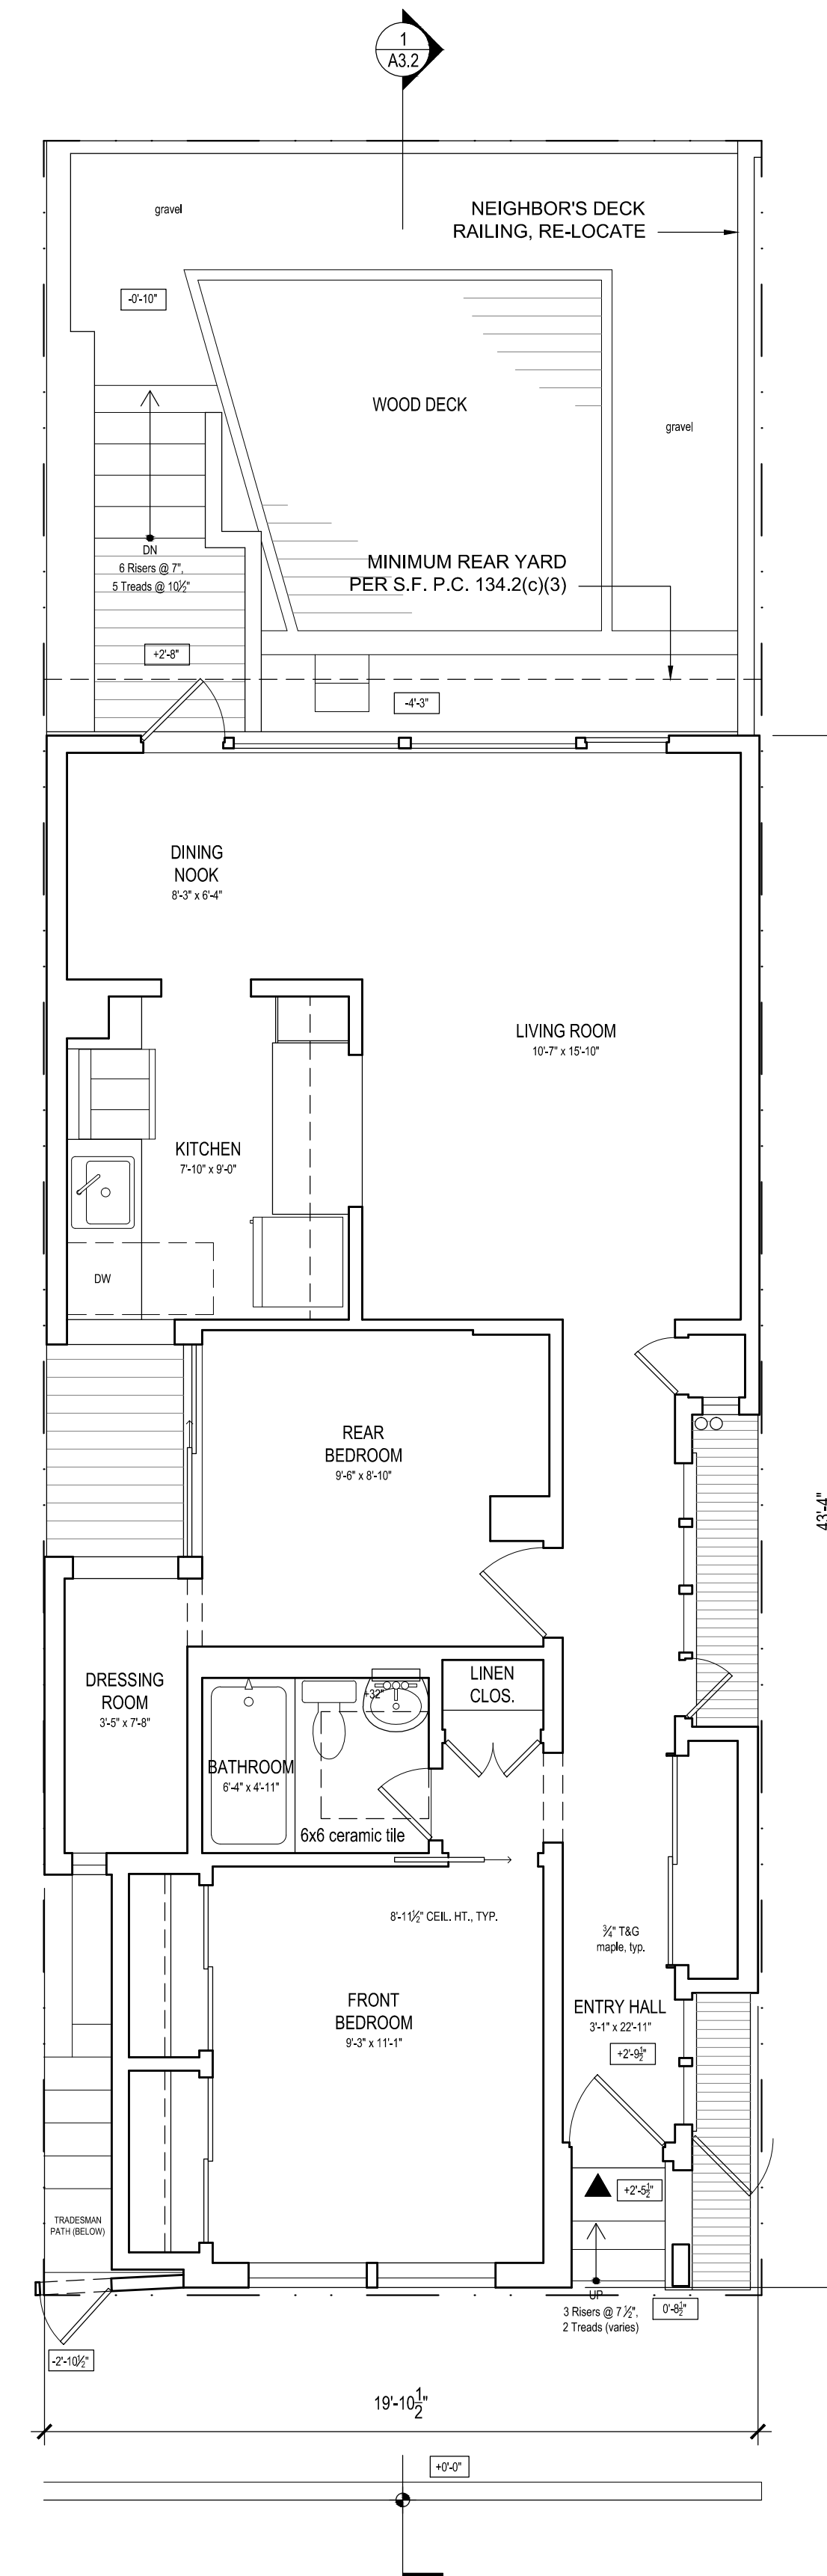 1
A3.2
gravel
NEIGHBOR'S DECK
RAILING, RE-LOCATE
-0'-10"
WOOD DECK
gravel
DN
6 Risers @ 7",
5 Treads @ 10½"
MINIMUM REAR YARD
PER S.F. P.C. 134.2(c)(3)
+2'-8"
-4'-3"
DINING
NOOK
8'-3" x 6'-4"
LIVING ROOM
10'-7" x 15'-10"
KITCHEN
7'-10" x 9'-0"
DW
REAR
BEDROOM
9'-6" x 8'-10"
43'-4"
DRESSING
ROOM
3'-5" x 7'-8"
LINEN
CLOS.
+32"
BATHROOM
6'-4" x 4'-11"
6x6 ceramic tile
8'-11½" CEIL. HT., TYP.
¾" T&G
maple, typ.
FRONT
BEDROOM
9'-3" x 11'-1"
ENTRY HALL
3'-1" x 22'-11"
+2'-9½"
+2'-5½"
TRADESMAN
PATH (BELOW)
UP
3 Risers @ 7 ½",
2 Treads (varies)
0'-8½"
-2'-10½"
19'-10½"
+0'-0"